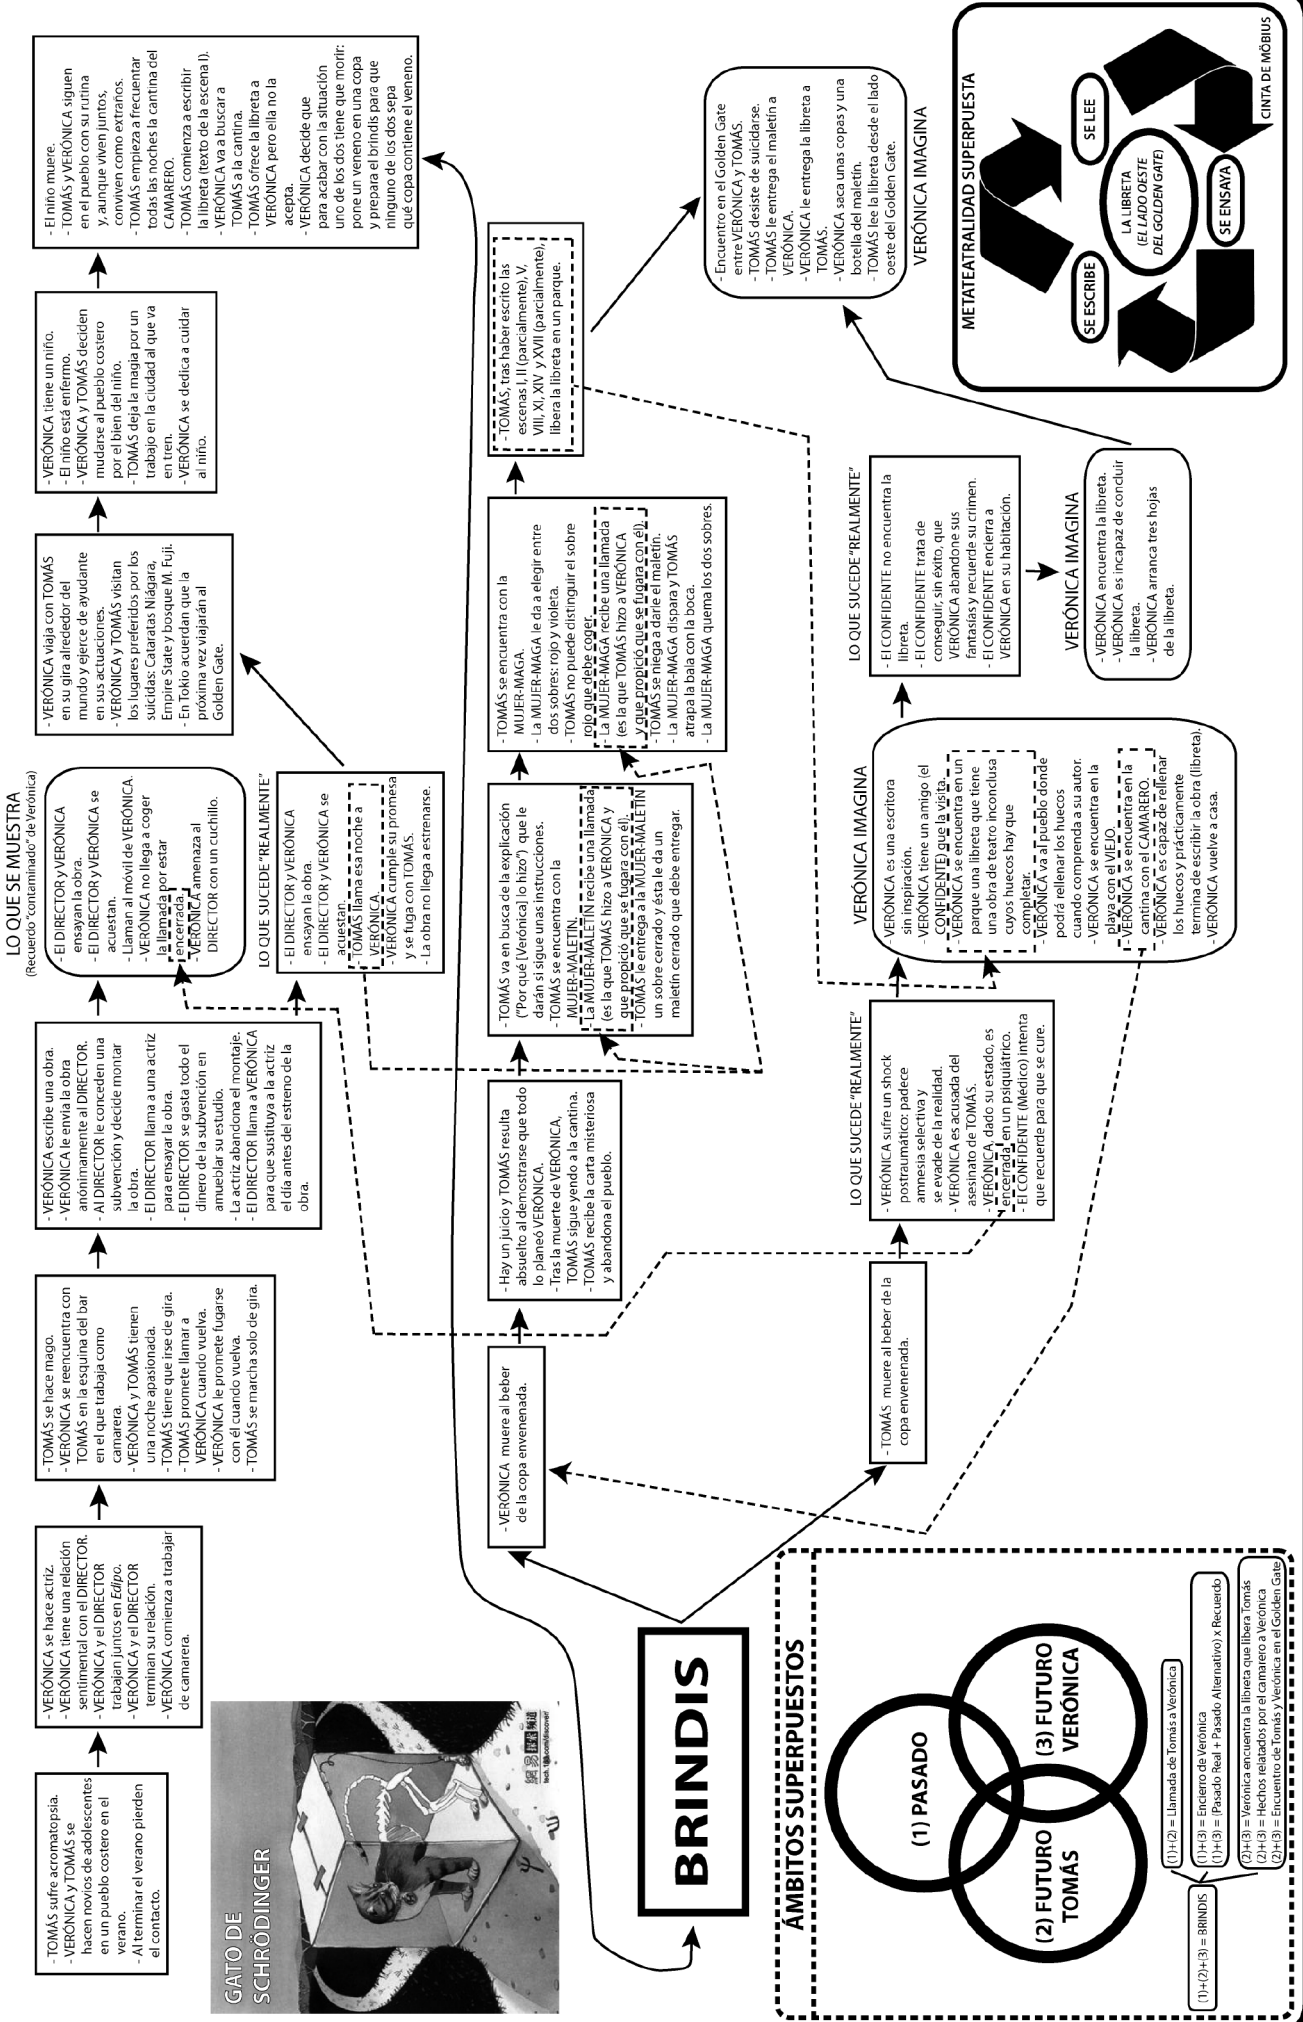 - TOMÁS sufre acromatopsia.
- VERÓNICA y TOMÁS se
hacen novios de adolescentes
en un pueblo costero en el
verano.
- Al terminar el verano pierden
el contacto.
- VERÓNICA se hace actriz.
- VERÓNICA tiene una relación
sentimental con el DIRECTOR.
- VERÓNICA y el DIRECTOR
trabajan juntos en Edipo.
- VERÓNICA y el DIRECTOR
terminan su relación.
- VERÓNICA comienza a trabajar
de camarera.
- TOMÁS se hace mago.
- VERÓNICA se reencuentra con
TOMÁS en la esquina del bar
en el que trabaja como
camarera.
- VERÓNICA y TOMÁS tienen
una noche apasionada.
- TOMÁS tiene que irse de gira.
- TOMÁS promete llamar a
VERÓNICA cuando vuelva.
- VERÓNICA le promete fugarse
con él cuando vuelva.
- TOMÁS se marcha solo de gira.
- VERÓNICA escribe una obra.
- VERÓNICA le envía la obra
anónimamente al DIRECTOR.
- Al DIRECTOR le conceden una
subvención y decide montar
la obra.
- El DIRECTOR llama a una actriz
para ensayar la obra.
- El DIRECTOR se gasta todo el
dinero de la subvención en
amueblar su estudio.
- La actriz abandona el montaje.
- El DIRECTOR llama a VERÓNICA
para que sustituya a la actriz
el día antes del estreno de la
obra.
LO QUE SE MUESTRA
(Recuerdo "contaminado" de Verónica)
- El DIRECTOR y VERÓNICA
ensayan la obra.
- El DIRECTOR y VERÓNICA se
acuestan.
- Llaman al móvil de VERÓNICA.
- VERÓNICA no llega a coger
la llamada por estar
encerrada.
- VERÓNICA amenaza al
DIRECTOR con un cuchillo.
LO QUE SUCEDE "REALMENTE"
- El DIRECTOR y VERÓNICA
ensayan la obra.
- El DIRECTOR y VERÓNICA se
acuestan.
- TOMÁS llama esa noche a
VERÓNICA.
- VERÓNICA cumple su promesa
y se fuga con TOMÁS.
- La obra no llega a estrenarse.
- VERÓNICA viaja con TOMÁS
en su gira alrededor del
mundo y ejerce de ayudante
en sus actuaciones.
- VERÓNICA y TOMÁS visitan
los lugares preferidos por los
suicidas: Cataratas Niágara,
Empire State y bosque M. Fuji.
- En Tokio acuerdan que la
próxima vez viajarán al
Golden Gate.
- VERÓNICA tiene un niño.
- El niño está enfermo.
- VERÓNICA y TOMÁS deciden
mudarse al pueblo costero
por el bien del niño.
- TOMÁS deja la magia por un
trabajo en la ciudad al que va
en tren.
- VERÓNICA se dedica a cuidar
al niño.
- El niño muere.
- TOMÁS y VERÓNICA siguen
en el pueblo con su rutina
y, aunque viven juntos,
conviven como extraños.
- TOMÁS empieza a frecuentar
todas las noches la cantina del
CAMARERO.
- TOMÁS comienza a escribir
la libreta (texto de la escena I).
- VERÓNICA va a buscar a
TOMÁS a la cantina.
- TOMÁS ofrece la libreta a
VERÓNICA pero ella no la
acepta.
- VERÓNICA decide que
para acabar con la situación
uno de los dos tiene que morir:
pone un veneno en una copa
y prepara el brindis para que
ninguno de los dos sepa
qué copa contiene el veneno.
GATO DE
SCHRÖDINGER
網易探索频道
tech.163.com/discover/
BRINDIS
- VERÓNICA muere al beber
de la copa envenenada.
- Hay un juicio y TOMÁS resulta
absuelto al demostrarse que todo
lo planeó VERÓNICA.
- Tras la muerte de VERÓNICA,
TOMÁS sigue yendo a la cantina.
- TOMÁS recibe la carta misteriosa
y abandona el pueblo.
- TOMÁS va en busca de la explicación
("Por qué [Verónica] lo hizo") que le
darán si sigue unas instrucciones.
- TOMÁS se encuentra con la
MUJER-MALETÍN.
- La MUJER-MALETÍN recibe una llamada
(es la que TOMÁS hizo a VERÓNICA y
que propició que se fugara con él).
- TOMÁS le entrega a la MUJER-MALETÍN
un sobre cerrado y ésta le da un
maletín cerrado que debe entregar.
- TOMÁS se encuentra con la
MUJER-MAGA.
- La MUJER-MAGA le da a elegir entre
dos sobres: rojo y violeta.
- TOMÁS no puede distinguir el sobre
rojo que debe coger.
- La MUJER-MAGA recibe una llamada
(es la que TOMÁS hizo a VERÓNICA
y que propició que se fugara con él).
- TOMÁS se niega a darle el maletín.
- La MUJER-MAGA dispara y TOMÁS
atrapa la bala con la boca.
- La MUJER-MAGA quema los dos sobres.
- TOMÁS, tras haber escrito las
escenas I, II (parcialmente), V,
VIII, XI, XIV y XVII (parcialmente),
libera la libreta en un parque.
- Encuentro en el Golden Gate
entre VERÓNICA y TOMÁS.
- TOMÁS desiste de suicidarse.
- TOMÁS le entrega el maletín a
VERÓNICA.
- VERÓNICA le entrega la libreta a
TOMÁS.
- VERÓNICA saca unas copas y una
botella del maletín.
- TOMÁS lee la libreta desde el lado
oeste del Golden Gate.
VERÓNICA IMAGINA
- TOMÁS muere al beber de la
copa envenenada.
LO QUE SUCEDE "REALMENTE"
- VERÓNICA sufre un shock
postraumático: padece
amnesia selectiva y
se evade de la realidad.
- VERÓNICA es acusada del
asesinato de TOMÁS.
- VERÓNICA, dado su estado, es
encerrada en un psiquiátrico.
- El CONFIDENTE (Médico) intenta
que recuerde para que se cure.
VERÓNICA IMAGINA
- VERÓNICA es una escritora
sin inspiración.
- VERÓNICA tiene un amigo (el
CONFIDENTE) que la visita.
- VERÓNICA se encuentra en un
parque una libreta que tiene
una obra de teatro inconclusa
cuyos huecos hay que
completar.
- VERÓNICA va al pueblo donde
podrá rellenar los huecos
cuando comprenda a su autor.
- VERÓNICA se encuentra en la
playa con el VIEJO.
- VERÓNICA se encuentra en la
cantina con el CAMARERO.
- VERÓNICA es capaz de rellenar
los huecos y prácticamente
termina de escribir la obra (libreta).
- VERÓNICA vuelve a casa.
LO QUE SUCEDE "REALMENTE"
- El CONFIDENTE no encuentra la
libreta.
- El CONFIDENTE trata de
conseguir, sin éxito, que
VERÓNICA abandone sus
fantasías y recuerde su crimen.
- El CONFIDENTE encierra a
VERÓNICA en su habitación.
VERÓNICA IMAGINA
- VERÓNICA encuentra la libreta.
- VERÓNICA es incapaz de concluir
la libreta.
- VERÓNICA arranca tres hojas
de la libreta.
ÁMBITOS SUPERPUESTOS
(1) PASADO
(2) FUTURO
TOMÁS
(3) FUTURO
VERÓNICA
(1)+(2)+(3) = BRINDIS
(1)+(2) = Llamada de Tomás a Verónica
(1)+(3) = Encierro de Verónica
(1)+(3) = (Pasado Real + Pasado Alternativo) x Recuerdo
(2)+(3) = Verónica encuentra la libreta que libera Tomás
(2)+(3) = Hechos relatados por el camarero a Verónica
(2)+(3) = Encuentro de Tomás y Verónica en el Golden Gate
METATEATRALIDAD SUPERPUESTA
SE ESCRIBE
SE LEE
LA LIBRETA
(EL LADO OESTE
DEL GOLDEN GATE)
SE ENSAYA
CINTA DE MÖBIUS